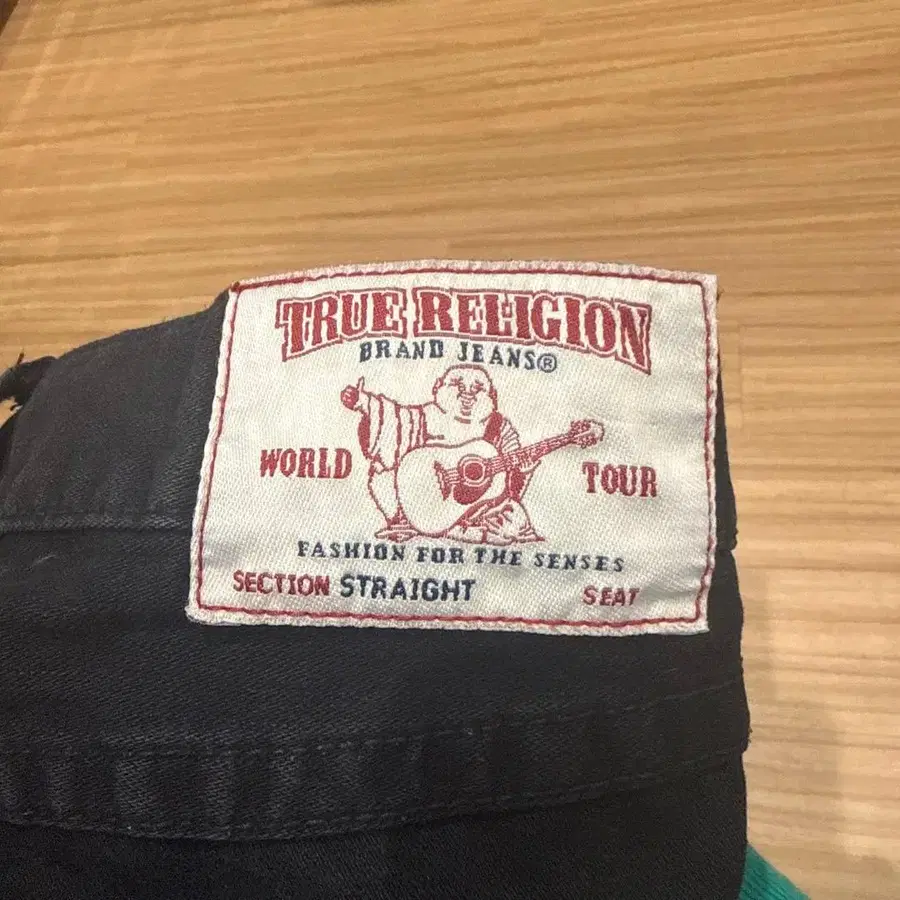 TRUE RELIGION
BRAND JEANS®
WORLD TOUR
FASHION FOR THE SENSES
SECTION STRAIGHT SEAT